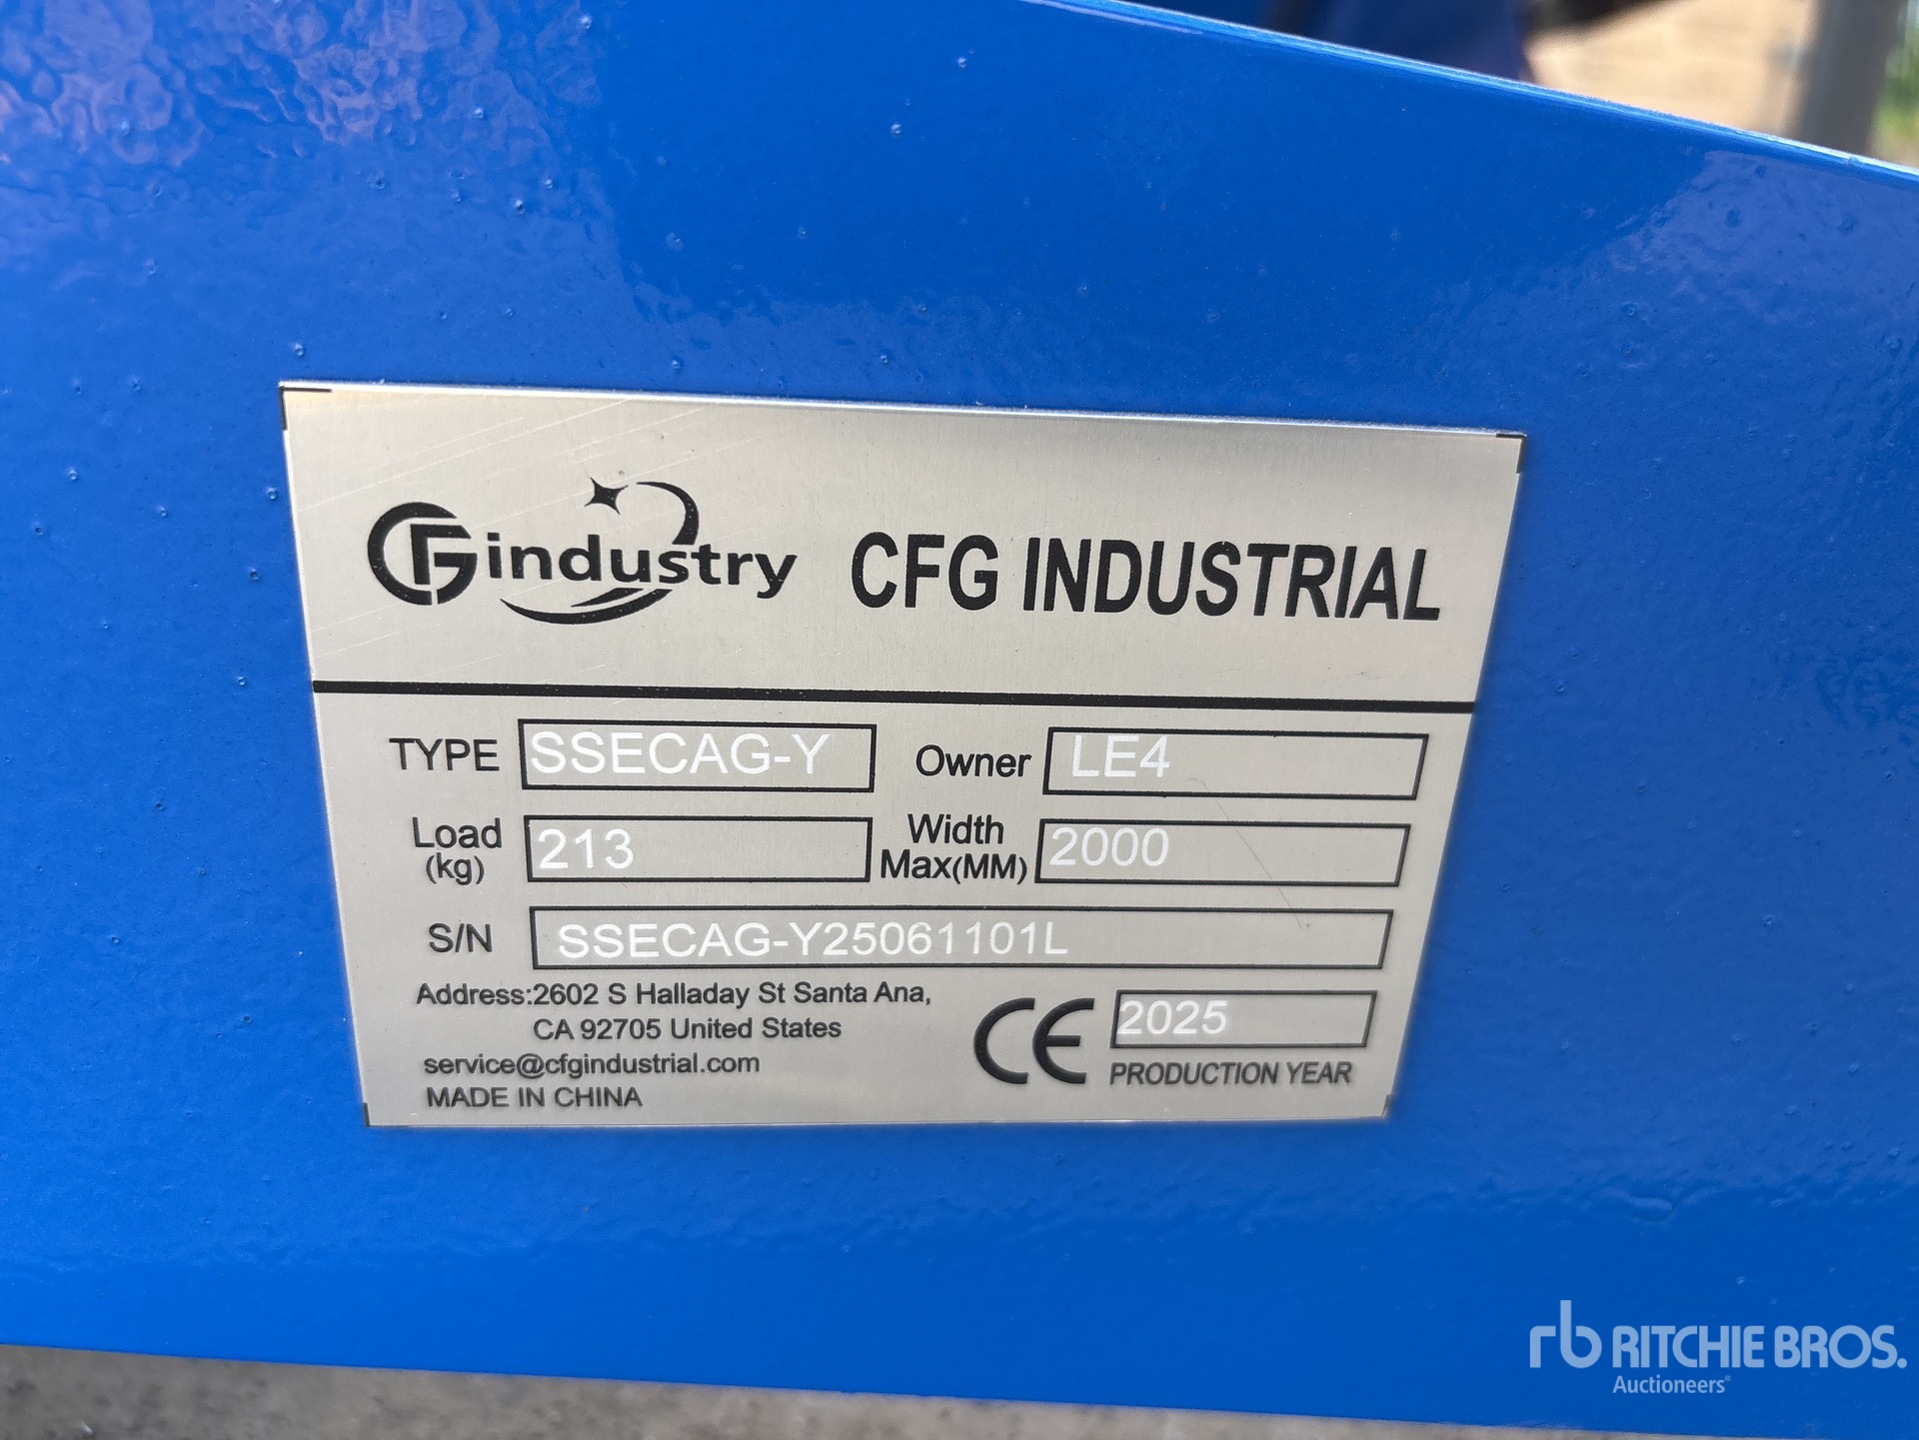 CFG industry CFG INDUSTRIAL
TYPE SSECAG-Y Owner LE4
Load (kg) 213 Width Max(MM) 2000
S/N SSECAG-Y25061101L
Address:2602 S Halladay St Santa Ana,
CA 92705 United States
service@cfgindustrial.com
MADE IN CHINA
CE 2025
PRODUCTION YEAR
rb RITCHIE BROS.
Auctioneers®